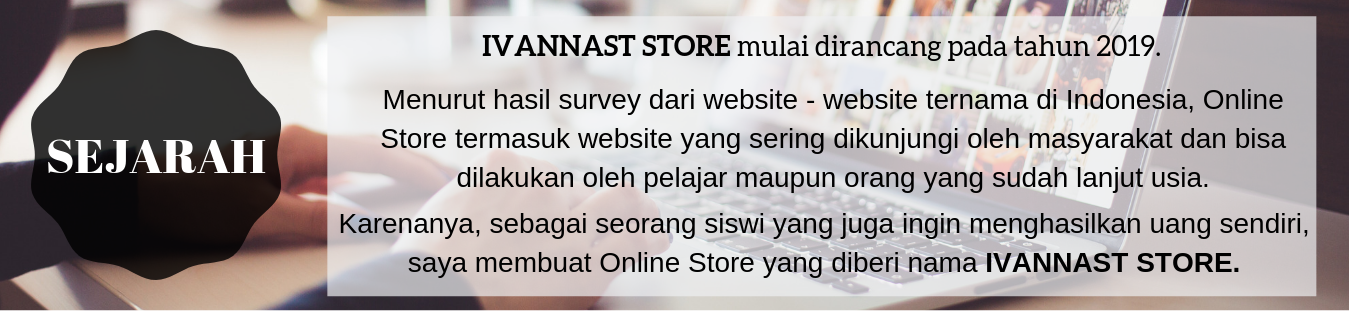 SEJARAH
IVANNAST STORE mulai dirancang pada tahun 2019.
Menurut hasil survey dari website - website ternama di Indonesia, Online
Store termasuk website yang sering dikunjungi oleh masyarakat dan bisa
dilakukan oleh pelajar maupun orang yang sudah lanjut usia.
Karenanya, sebagai seorang siswi yang juga ingin menghasilkan uang sendiri,
saya membuat Online Store yang diberi nama IVANNAST STORE.